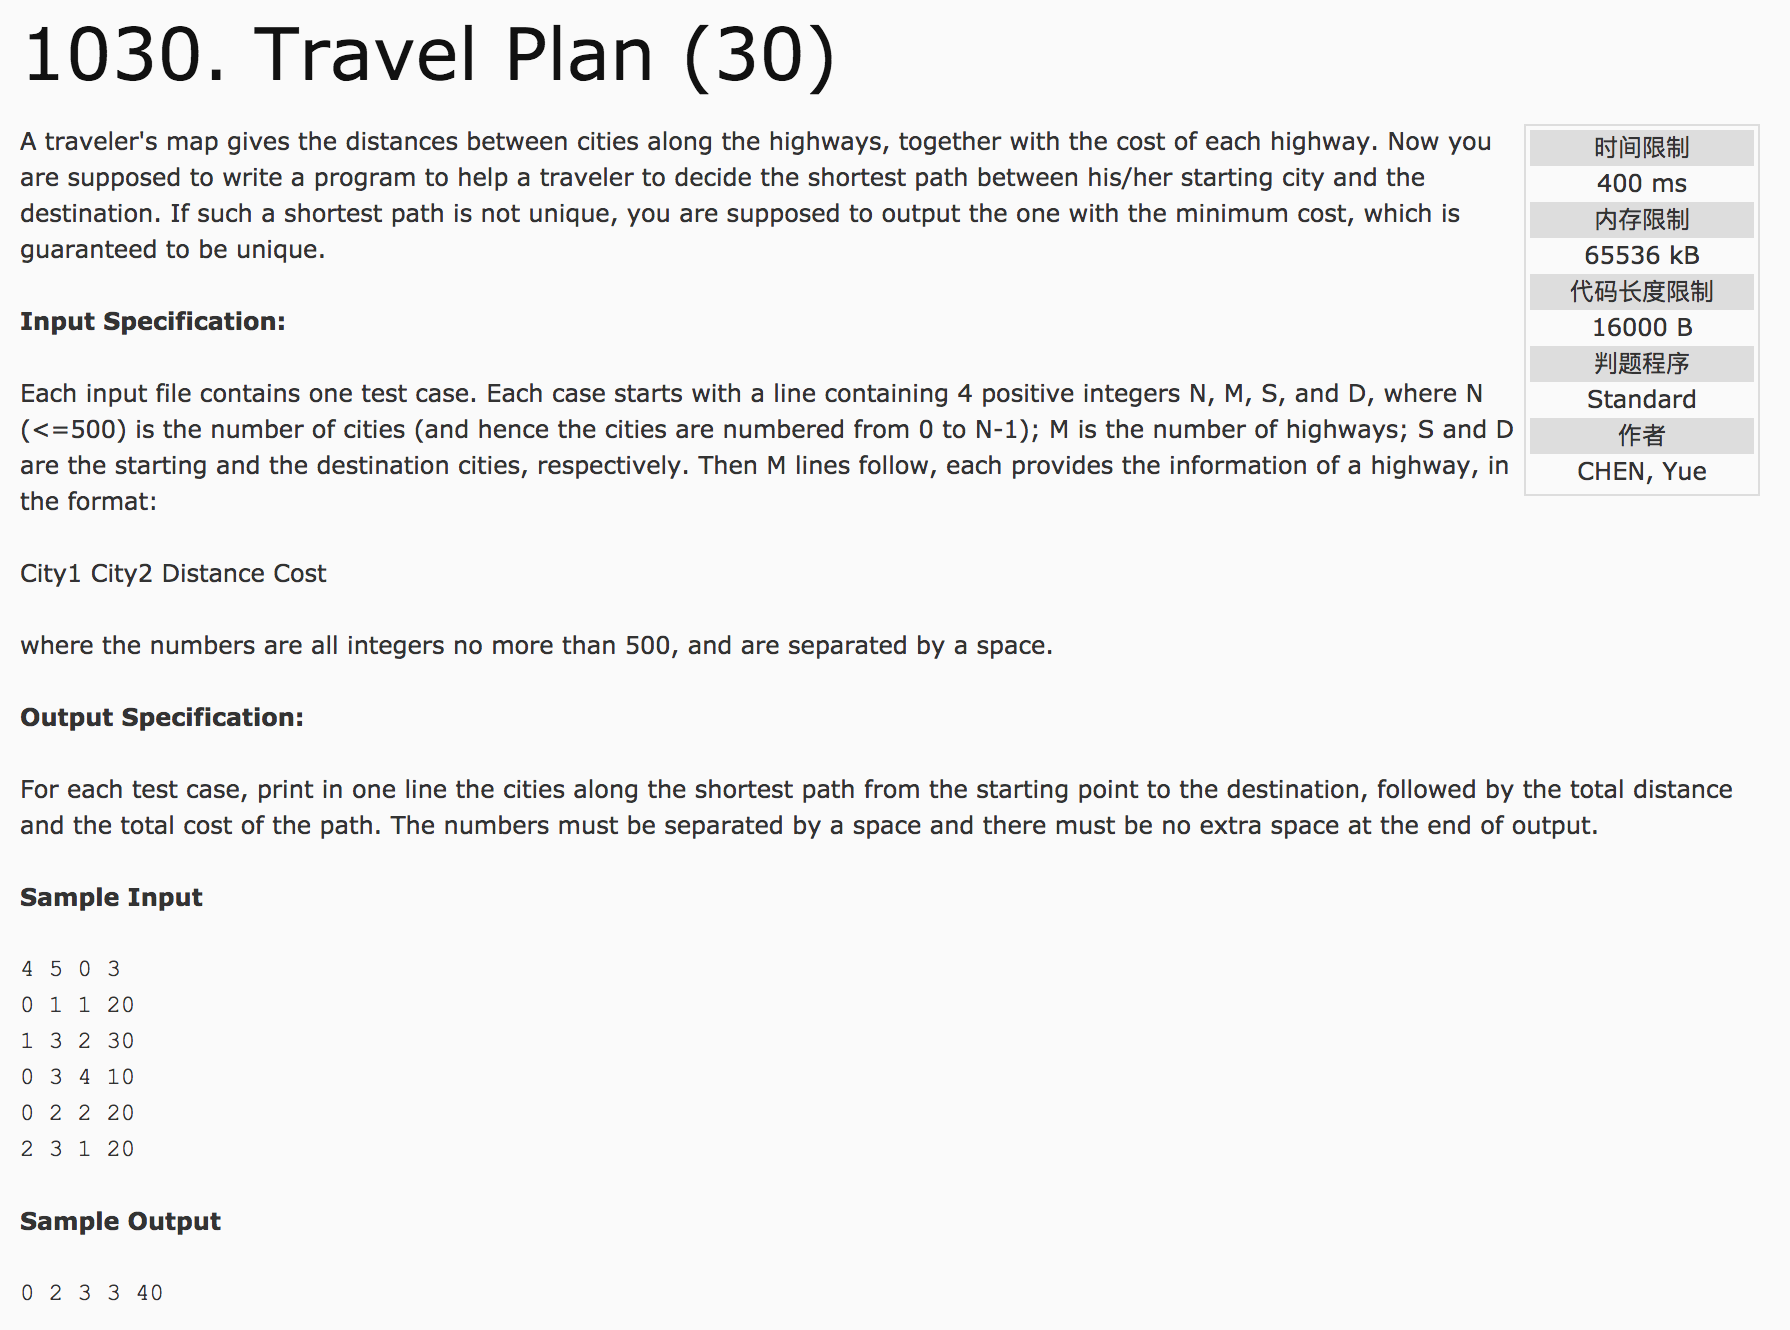 1030. Travel Plan (30)
A traveler's map gives the distances between cities along the highways, together with the cost of each highway. Now you
are supposed to write a program to help a traveler to decide the shortest path between his/her starting city and the
destination. If such a shortest path is not unique, you are supposed to output the one with the minimum cost, which is
guaranteed to be unique.
时间限制
400 ms
内存限制
65536 kB
代码长度限制
16000 B
判题程序
Standard
作者
CHEN, Yue
Input Specification:
Each input file contains one test case. Each case starts with a line containing 4 positive integers N, M, S, and D, where N
(<=500) is the number of cities (and hence the cities are numbered from 0 to N-1); M is the number of highways; S and D
are the starting and the destination cities, respectively. Then M lines follow, each provides the information of a highway, in
the format:
City1 City2 Distance Cost
where the numbers are all integers no more than 500, and are separated by a space.
Output Specification:
For each test case, print in one line the cities along the shortest path from the starting point to the destination, followed by the total distance
and the total cost of the path. The numbers must be separated by a space and there must be no extra space at the end of output.
Sample Input
4 5 0 3
0 1 1 20
1 3 2 30
0 3 4 10
0 2 2 20
2 3 1 20
Sample Output
0 2 3 3 40